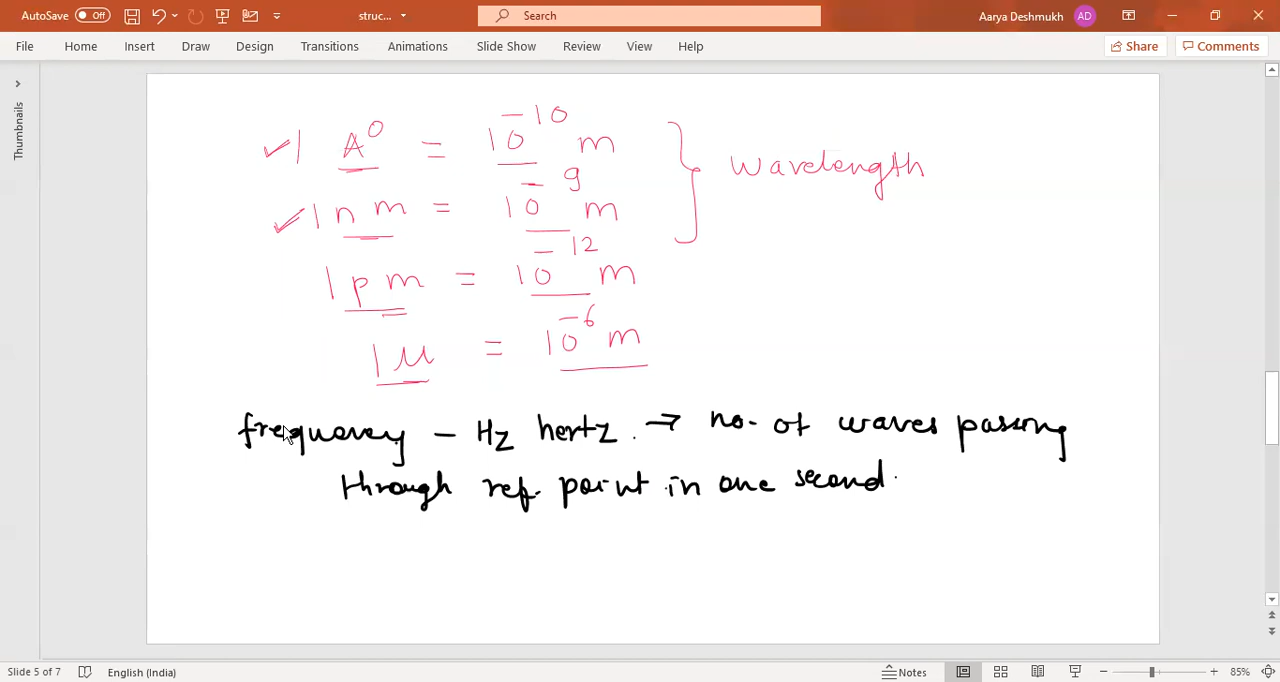 AutoSave Off struc... Search Aarya Deshmukh AD
File Home Insert Draw Design Transitions Animations Slide Show Review View Help Share Comments
Thumbnails
1 A⁰ = 10⁻¹⁰ m
1 nm = 10⁻⁹ m
wavelength
1 pm = 10⁻¹² m
1 μ = 10⁻⁶ m
frequency – Hz hertz. → no. of waves passing
through ref. point in one second.
Slide 5 of 7 English (India) Notes 85%